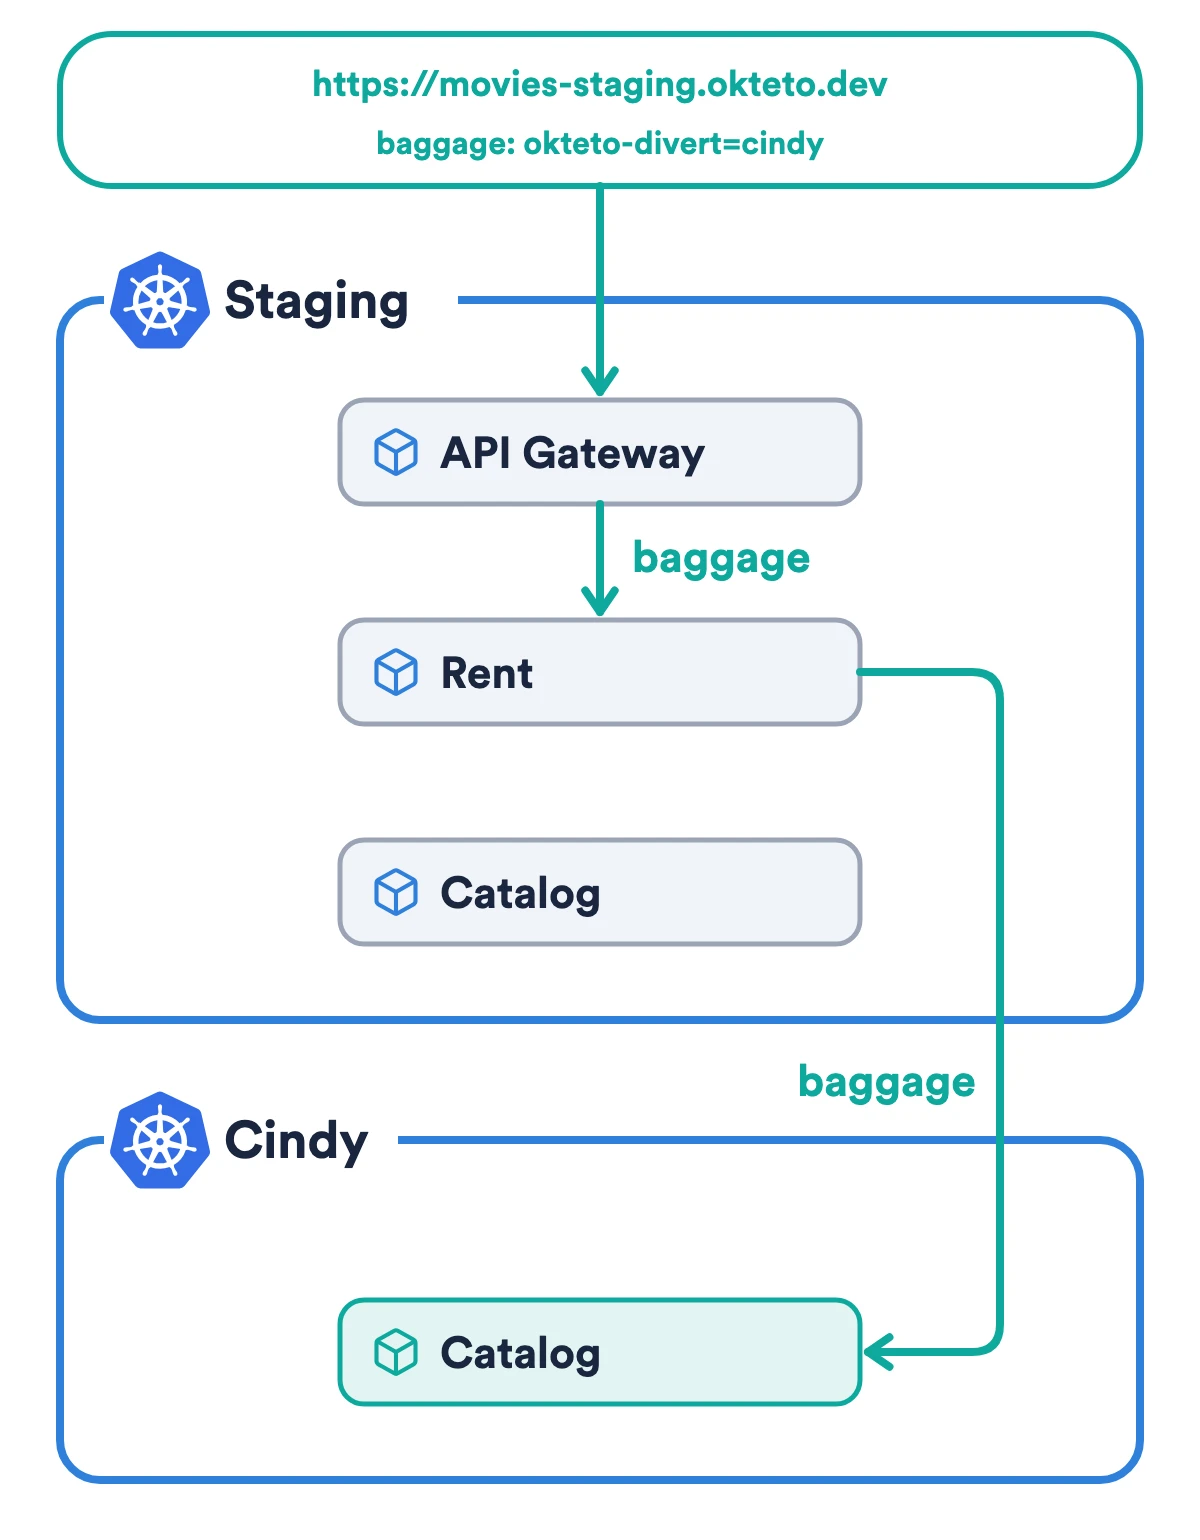 https://movies-staging.okteto.dev
baggage: okteto-divert=cindy
Staging
API Gateway
baggage
Rent
Catalog
baggage
Cindy
Catalog